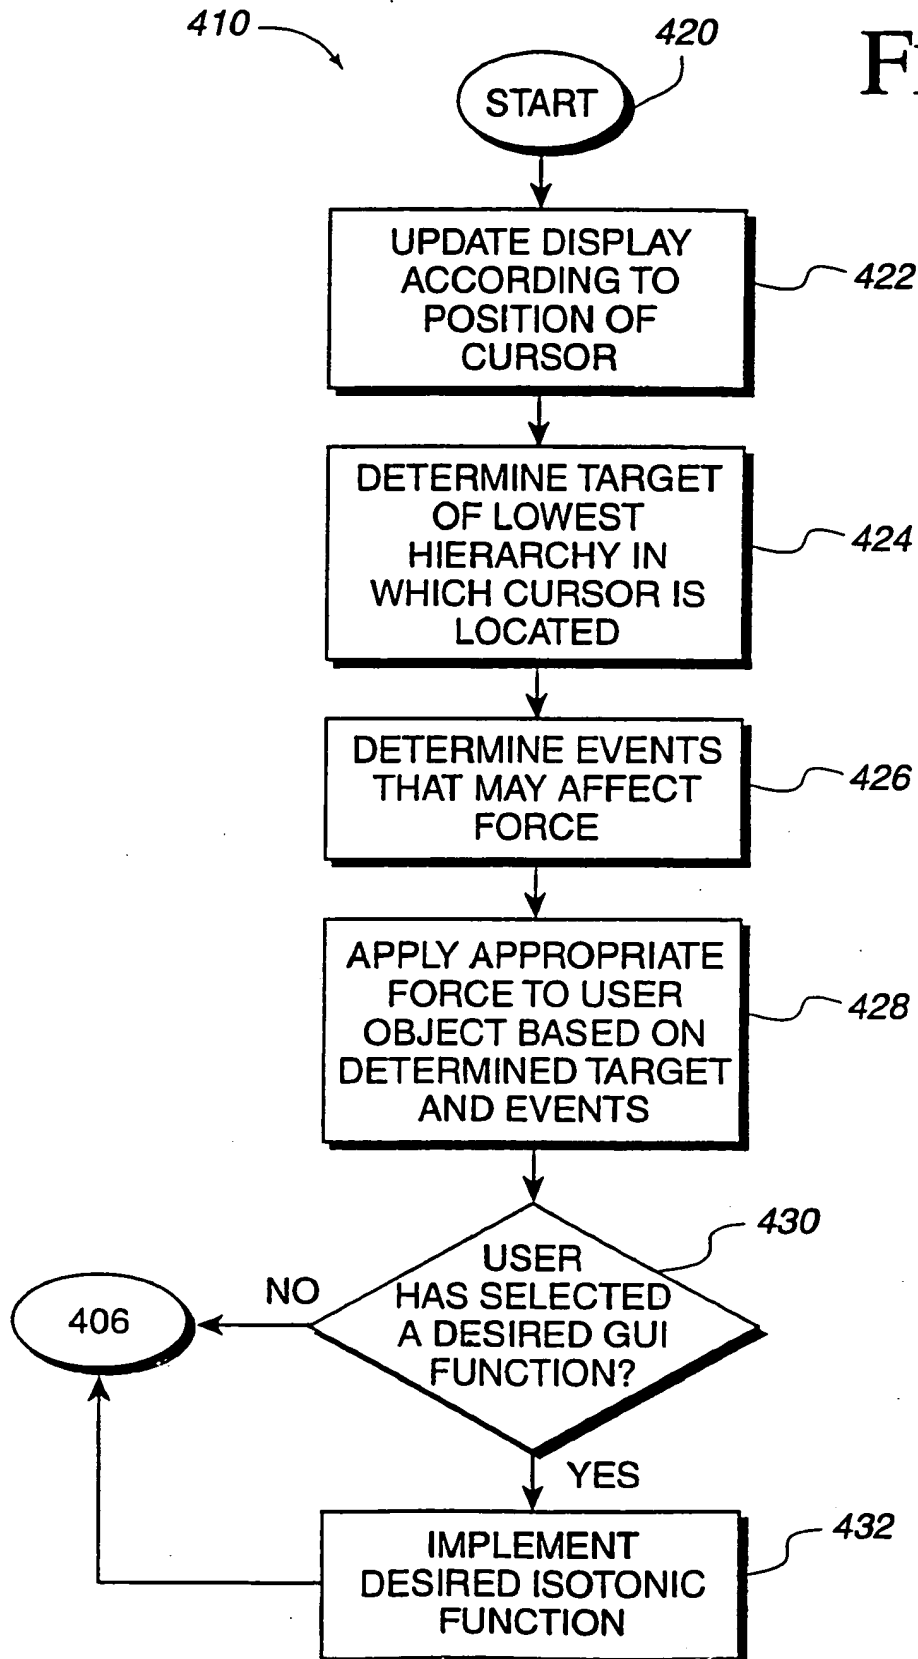 410
420
START
UPDATE DISPLAY
ACCORDING TO
POSITION OF
CURSOR
422
DETERMINE TARGET
OF LOWEST
HIERARCHY IN
WHICH CURSOR IS
LOCATED
424
DETERMINE EVENTS
THAT MAY AFFECT
FORCE
426
APPLY APPROPRIATE
FORCE TO USER
OBJECT BASED ON
DETERMINED TARGET
AND EVENTS
428
430
USER
HAS SELECTED
A DESIRED GUI
FUNCTION?
NO
406
YES
IMPLEMENT
DESIRED ISOTONIC
FUNCTION
432